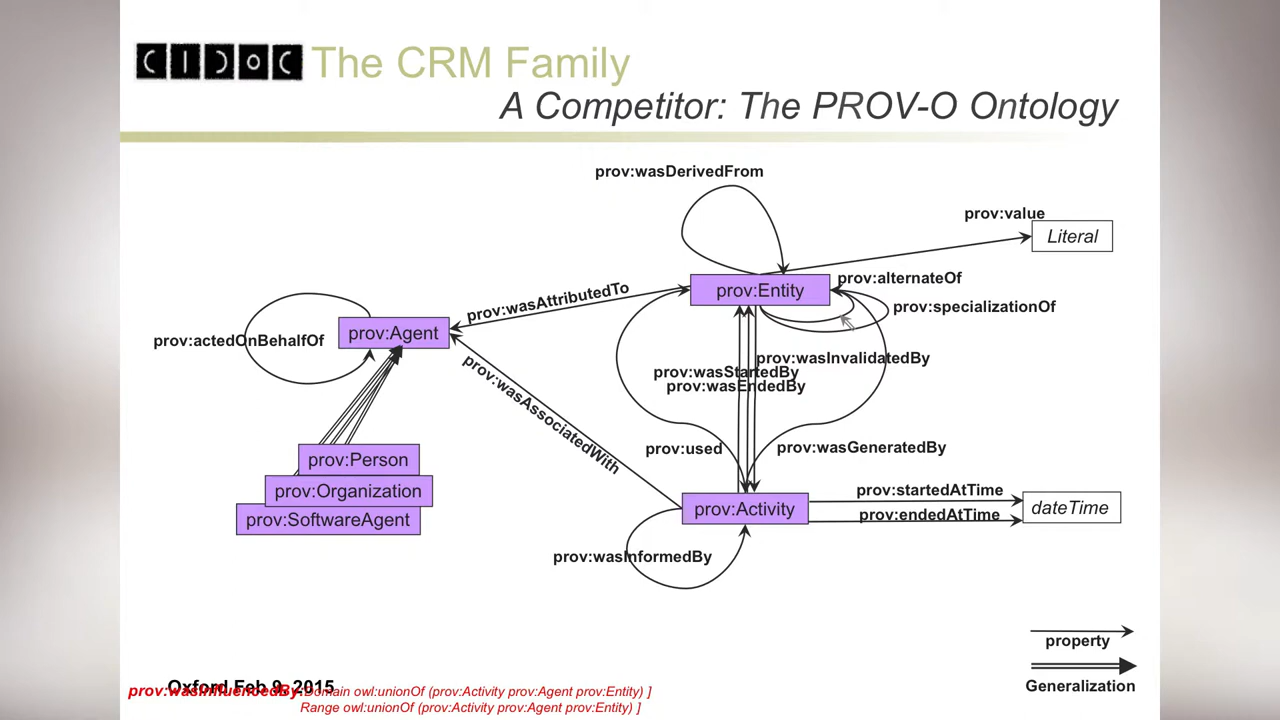 CIDOC The CRM Family
A Competitor: The PROV-O Ontology
prov:wasDerivedFrom
prov:value
Literal
prov:alternateOf
prov:Entity
prov:specializationOf
prov:wasAttributedTo
prov:Agent
prov:actedOnBehalfOf
prov:wasInvalidatedBy
prov:wasStartedBy
prov:wasEndedBy
prov:wasAssociatedWith
prov:used
prov:wasGeneratedBy
prov:Person
prov:Organization
prov:SoftwareAgent
prov:startedAtTime
prov:Activity
dateTime
prov:endedAtTime
prov:wasInformedBy
property
Generalization
Oxford Feb 9, 2015
prov:wasInfluencedBy Domain owl:unionOf (prov:Activity prov:Agent prov:Entity) ]
Range owl:unionOf (prov:Activity prov:Agent prov:Entity) ]